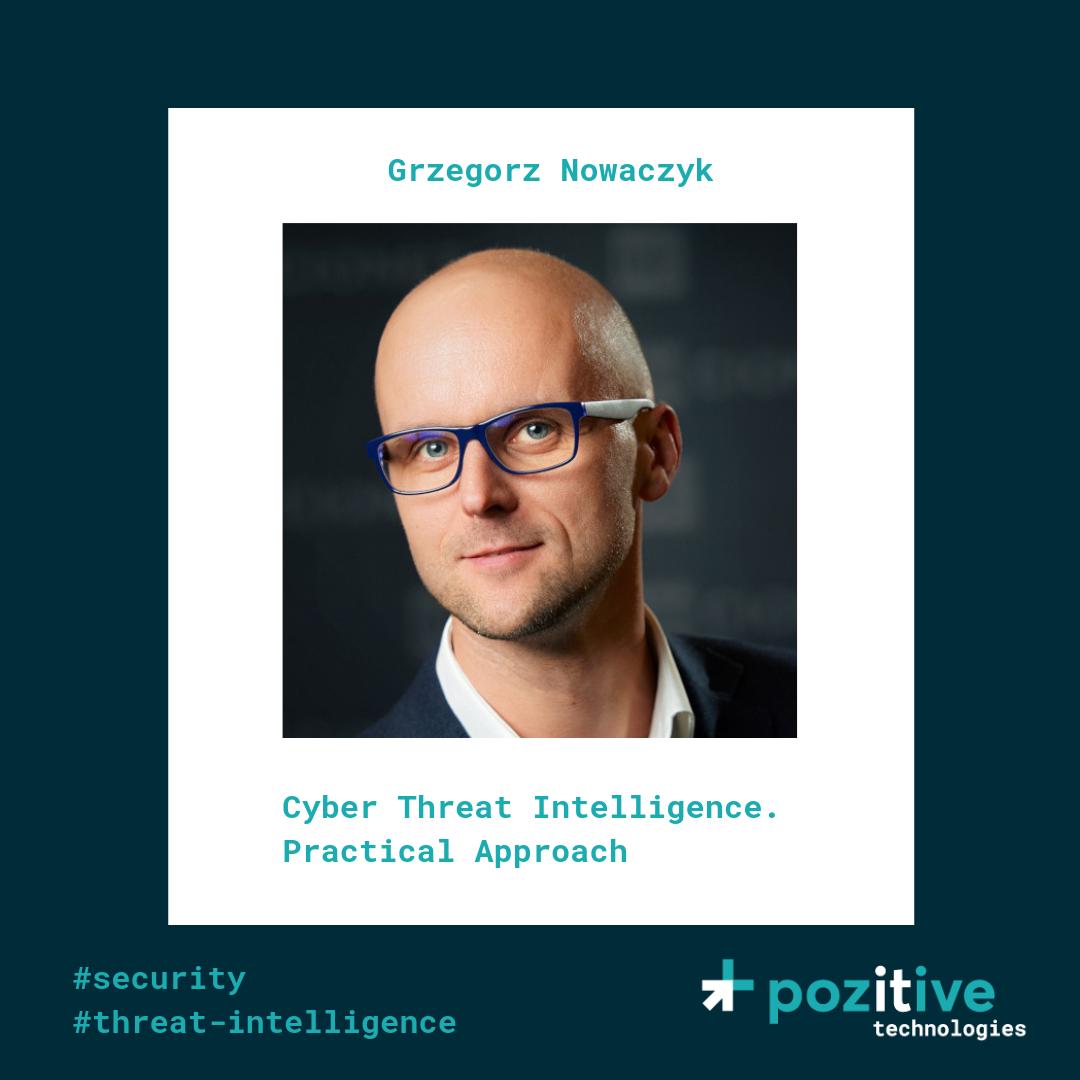 Grzegorz Nowaczyk
Cyber Threat Intelligence.
Practical Approach
#security
#threat-intelligence
pozitive
technologies